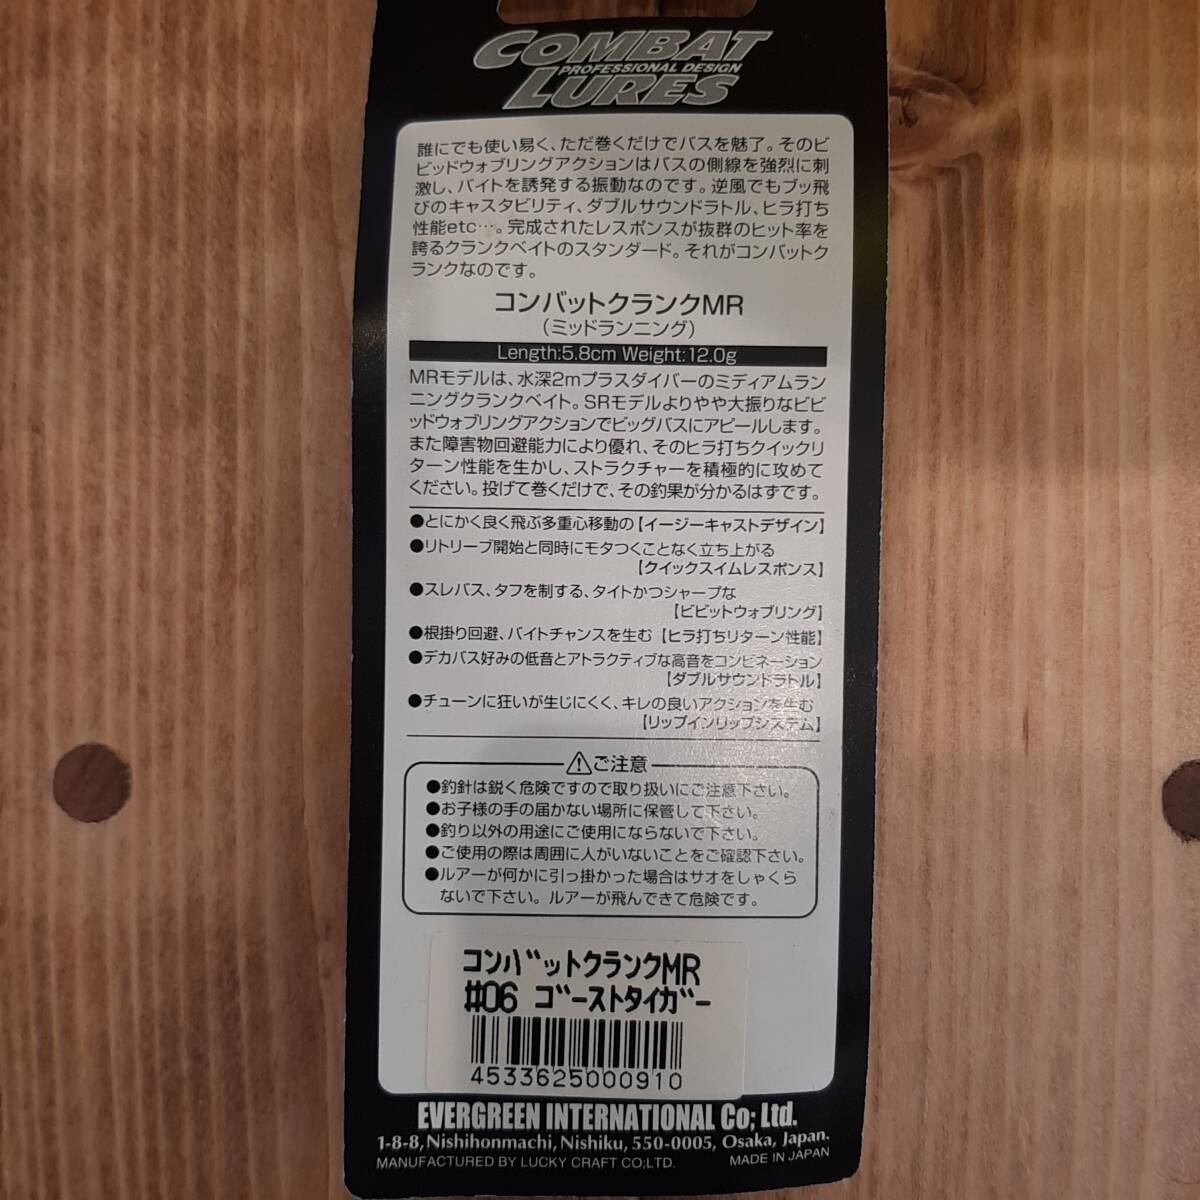 COMBAT
PROFESSIONAL DESIGN
LURES
誰にでも使い易く、ただ巻くだけでバスを魅了。そのビ
ビッドウォブリングアクションはバスの側線を強烈に刺
激し、バイトを誘発する振動なのです。逆風でもブッ飛
びのキャスタビリティ、ダブルサウンドラトル、ヒラ打ち
性能etc…。完成されたレスポンスが抜群のヒット率を
誇るクランクベイトのスタンダード。それがコンバットク
ランクなのです。
コンバットクランクMR
(ミッドランニング)
Length:5.8cm Weight:12.0g
MRモデルは、水深2mプラスダイバーのミディアムラン
ニングクランクベイト。SRモデルよりやや大振りなビビ
ッドウォブリングアクションでビッグバスにアピールします。
また障害物回避能力により優れ、そのヒラ打ちクイックリ
ターン性能を生かし、ストラクチャーを積極的に攻めて
ください。投げて巻くだけで、その釣果が分かるはずです。
●とにかく良く飛ぶ多重心移動の【イージーキャストデザイン】
●リトリーブ開始と同時にモタつくことなく立ち上がる
【クイックスイムレスポンス】
●スレバス、タフを制する、タイトかつシャープな
【ビビットウォブリング】
●根掛り回避、バイトチャンスを生む【ヒラ打ちリターン性能】
●デカバス好みの低音とアトラクティブな高音をコンビネーション
【ダブルサウンドラトル】
●チューンに狂いが生じにくく、キレの良いアクションを生む
【リップインリップシステム】
⚠ご注意
●釣針は鋭く危険ですので取り扱いにご注意下さい。
●お子様の手の届かない場所に保管して下さい。
●釣り以外の用途にご使用にならないで下さい。
●ご使用の際は周囲に人がいないことをご確認下さい。
●ルアーが何かに引っ掛かった場合はサオをしゃくら
ないで下さい。ルアーが飛んできて危険です。
コンバットクランクMR
#06 ゴーストタイガー
4533625000910
EVERGREEN INTERNATIONAL Co; Ltd.
1-8-8, Nishihonmachi, Nishiku, 550-0005, Osaka, Japan.
MANUFACTURED BY LUCKY CRAFT CO;LTD. MADE IN JAPAN